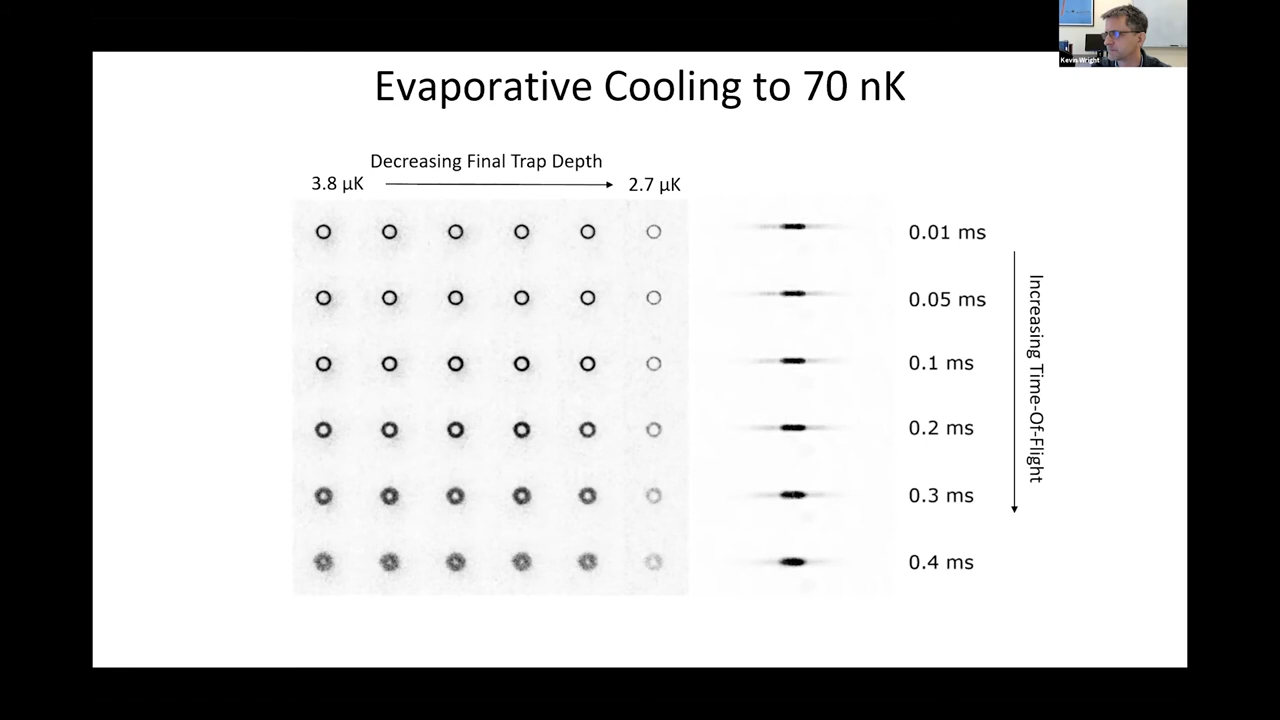 Kevin Wright
Evaporative Cooling to 70 nK
Decreasing Final Trap Depth
3.8 µK
2.7 µK
0.01 ms
0.05 ms
0.1 ms
0.2 ms
0.3 ms
0.4 ms
Increasing Time-Of-Flight